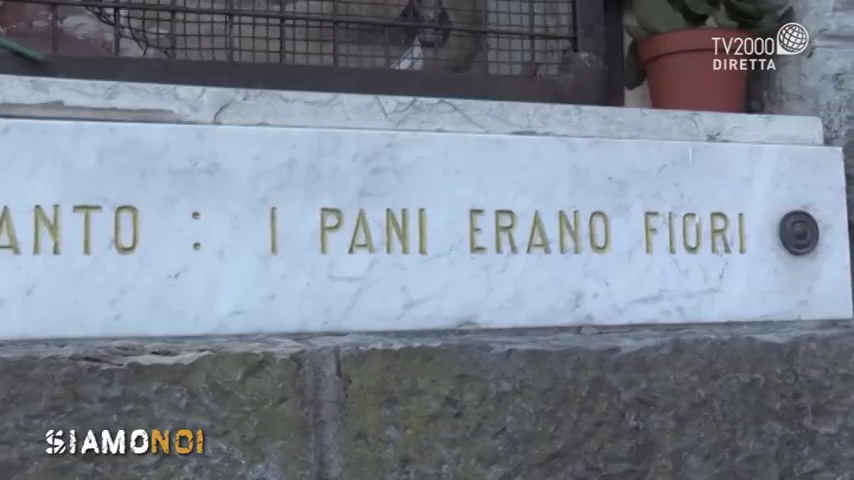 TV2000
DIRETTA
ANTO : I PANI ERANO FIORI
SIAMONOI